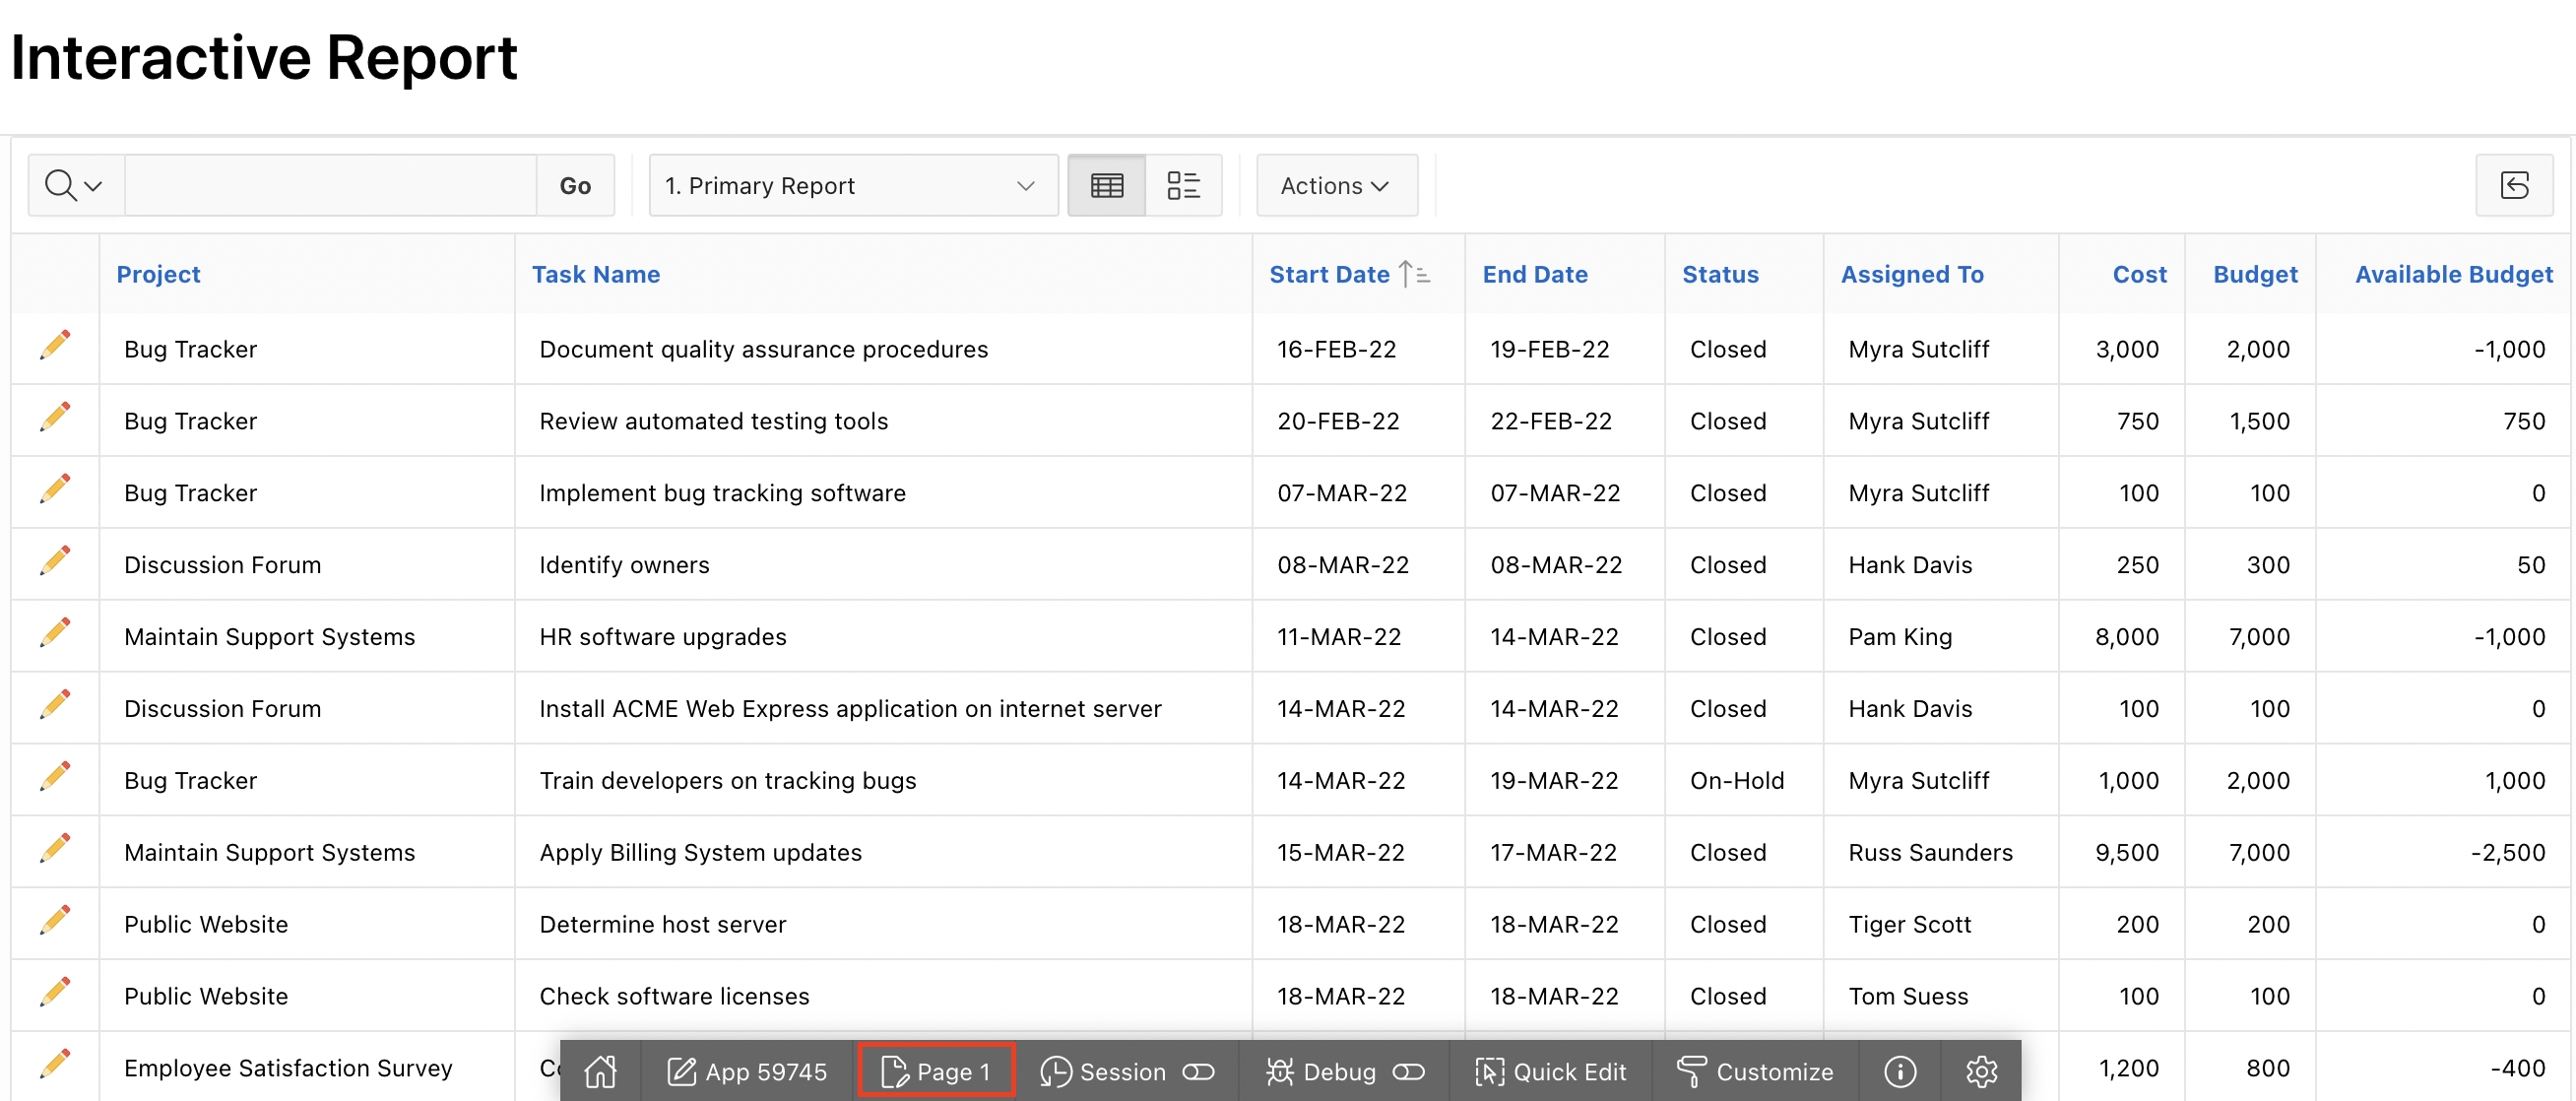 Interactive Report
Go 1. Primary Report Actions
Project Task Name Start Date End Date Status Assigned To Cost Budget Available Budget
Bug Tracker Document quality assurance procedures 16-FEB-22 19-FEB-22 Closed Myra Sutcliff 3,000 2,000 -1,000
Bug Tracker Review automated testing tools 20-FEB-22 22-FEB-22 Closed Myra Sutcliff 750 1,500 750
Bug Tracker Implement bug tracking software 07-MAR-22 07-MAR-22 Closed Myra Sutcliff 100 100 0
Discussion Forum Identify owners 08-MAR-22 08-MAR-22 Closed Hank Davis 250 300 50
Maintain Support Systems HR software upgrades 11-MAR-22 14-MAR-22 Closed Pam King 8,000 7,000 -1,000
Discussion Forum Install ACME Web Express application on internet server 14-MAR-22 14-MAR-22 Closed Hank Davis 100 100 0
Bug Tracker Train developers on tracking bugs 14-MAR-22 19-MAR-22 On-Hold Myra Sutcliff 1,000 2,000 1,000
Maintain Support Systems Apply Billing System updates 15-MAR-22 17-MAR-22 Closed Russ Saunders 9,500 7,000 -2,500
Public Website Determine host server 18-MAR-22 18-MAR-22 Closed Tiger Scott 200 200 0
Public Website Check software licenses 18-MAR-22 18-MAR-22 Closed Tom Suess 100 100 0
Employee Satisfaction Survey 1,200 800 -400
App 59745 Page 1 Session Debug Quick Edit Customize